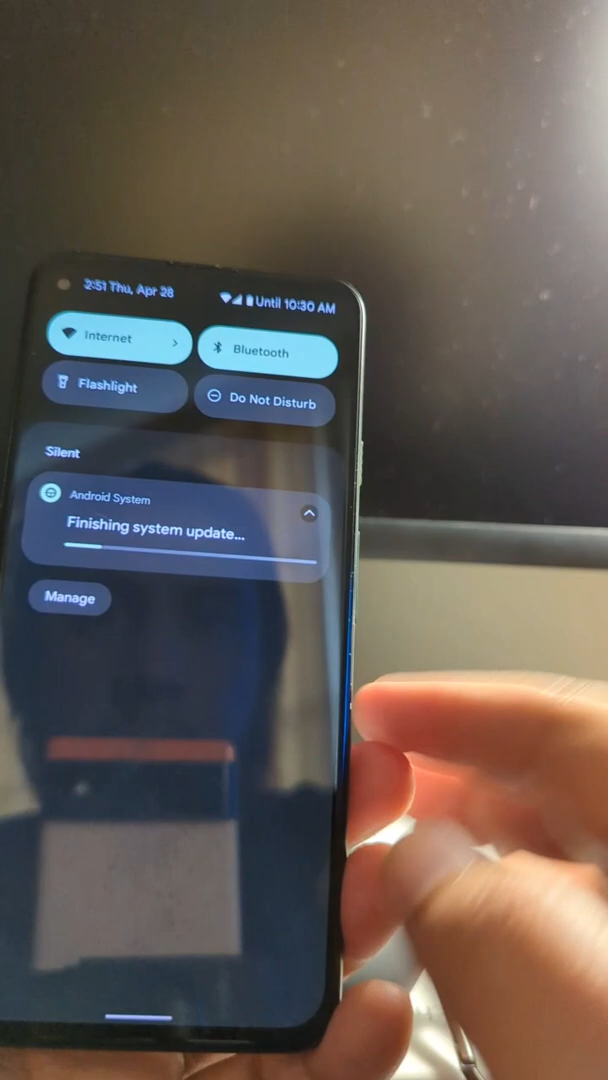 2:51 Thu, Apr 28
Until 10:30 AM
Internet
Bluetooth
Flashlight
Do Not Disturb
Silent
Android System
Finishing system update...
Manage